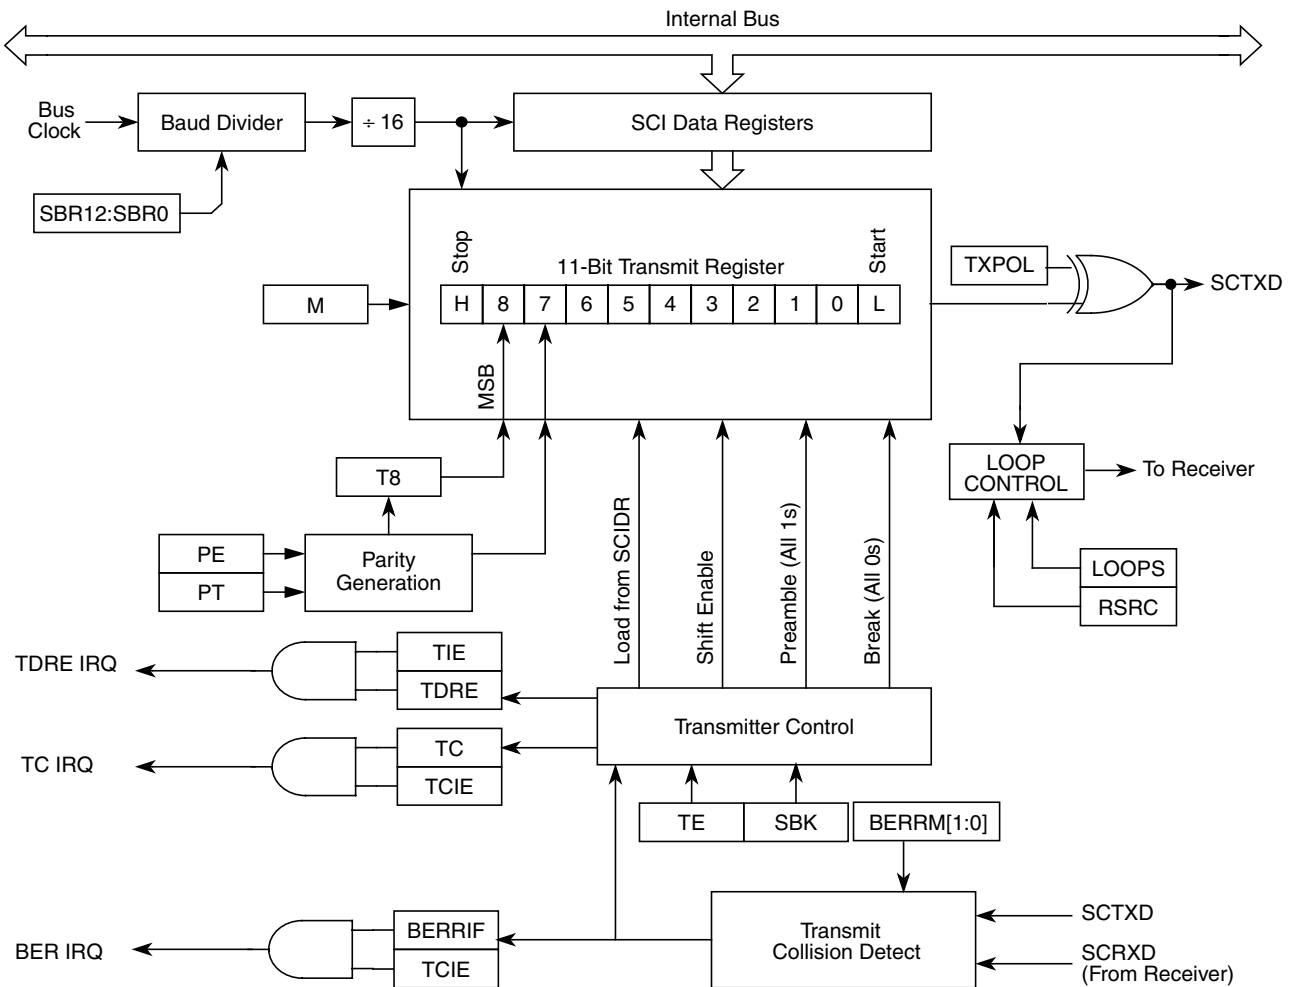 Internal Bus
Bus
Clock
Baud Divider
÷ 16
SCI Data Registers
SBR12:SBR0
Stop
11-Bit Transmit Register
Start
M
H 8 7 6 5 4 3 2 1 0 L
TXPOL
SCTXD
MSB
T8
LOOP
CONTROL
To Receiver
PE
PT
Parity
Generation
Load from SCIDR
Shift Enable
Preamble (All 1s)
Break (All 0s)
LOOPS
RSRC
TDRE IRQ
TIE
TDRE
Transmitter Control
TC IRQ
TC
TCIE
TE
SBK
BERRM[1:0]
BER IRQ
BERRIF
TCIE
Transmit
Collision Detect
SCTXD
SCRXD
(From Receiver)